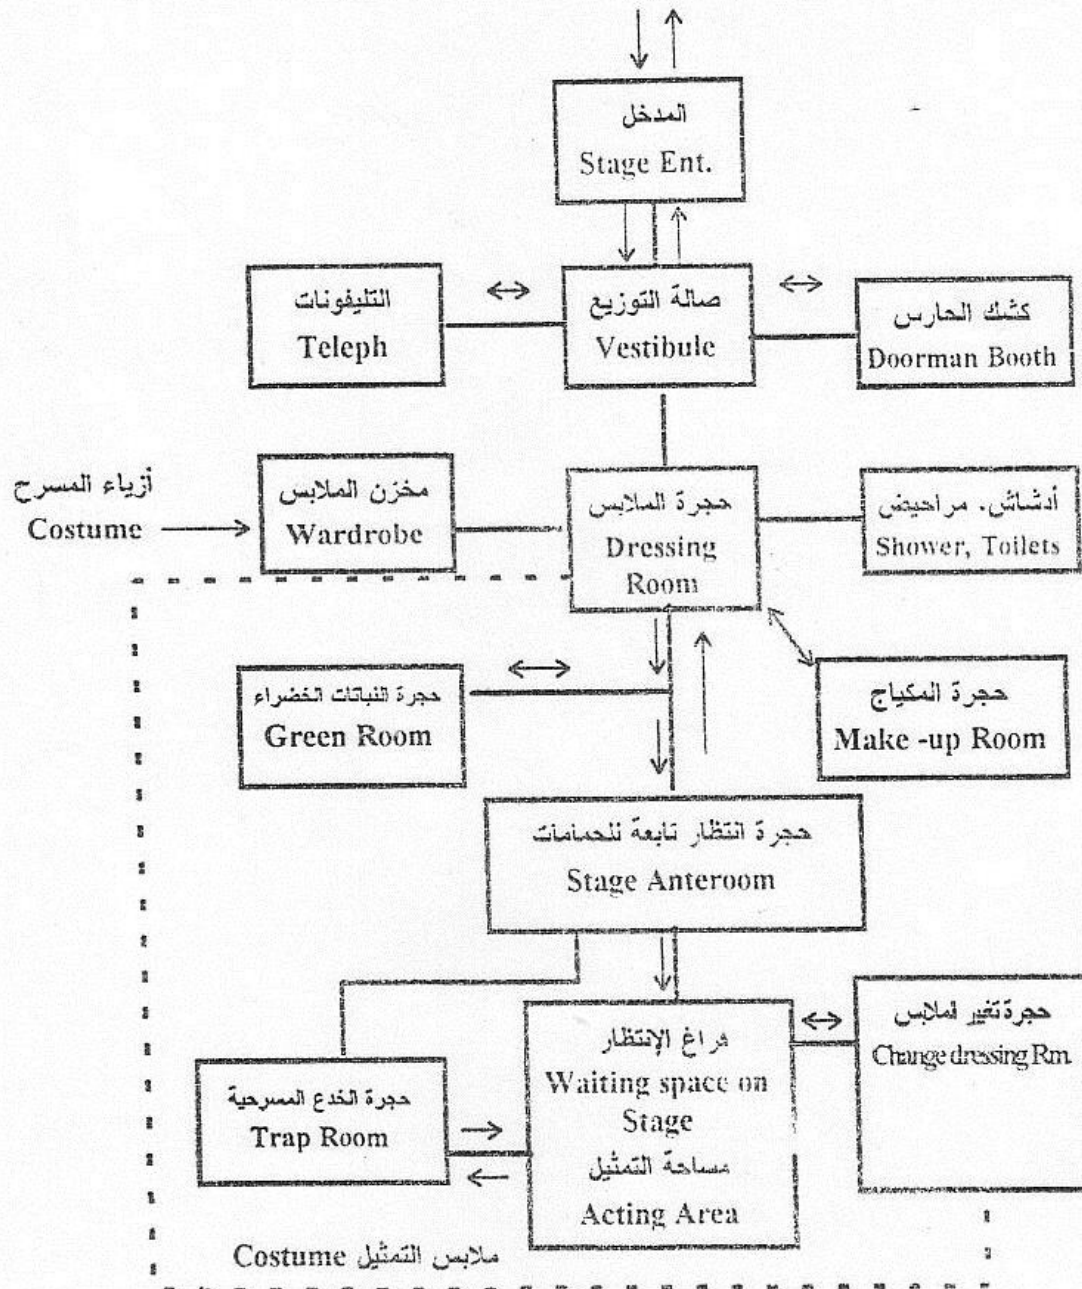 المدخل
Stage Ent.
التليفونات
Teleph
صالة التوزيع
Vestibule
كشك الحارس
Doorman Booth
أزياء المسرح
Costume
مخزن الملابس
Wardrobe
حجرة الملابس
Dressing
Room
أدشاش. مراحيض
Shower, Toilets
حجرة النباتات الخضراء
Green Room
حجرة المكياج
Make -up Room
حجرة انتظار تابعة للحمامات
Stage Anteroom
حجرة الخدع المسرحية
Trap Room
فراغ الإنتظار
Waiting space on
Stage
مساحة التمثيل
Acting Area
حجرة تغير لملابس
Change dressing Rm.
Costume ملابس التمثيل